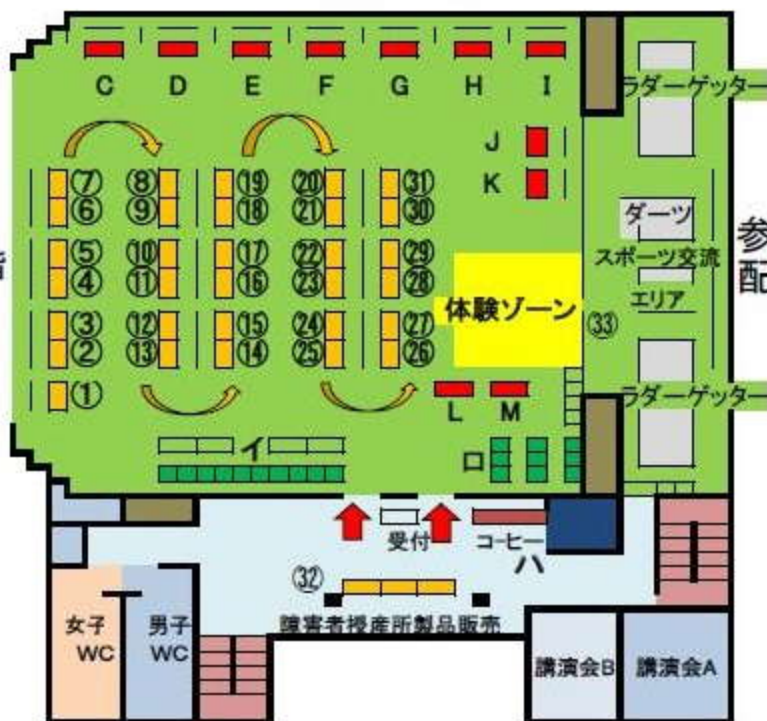 C D E F G H I
ラダーゲッター
J
K
⑦ ⑧ ⑲ ⑳ ㉛
⑥ ⑨ ⑱ ㉑ ㉚
ダーツ
⑤ ⑩ ⑰ ㉒ ㉙
スポーツ交流
参
④ ⑪ ⑯ ㉓ ㉘
配
エリア
体験ゾーン
㉝
③ ⑫ ⑮ ㉔ ㉗
② ⑬ ⑭ ㉕ ㉖
①
ラダーゲッター
L M
イ
ロ
受付
コーヒー
ハ
㉜
障害者授産所製品販売
女子
WC
男子
WC
講演会B
講演会A